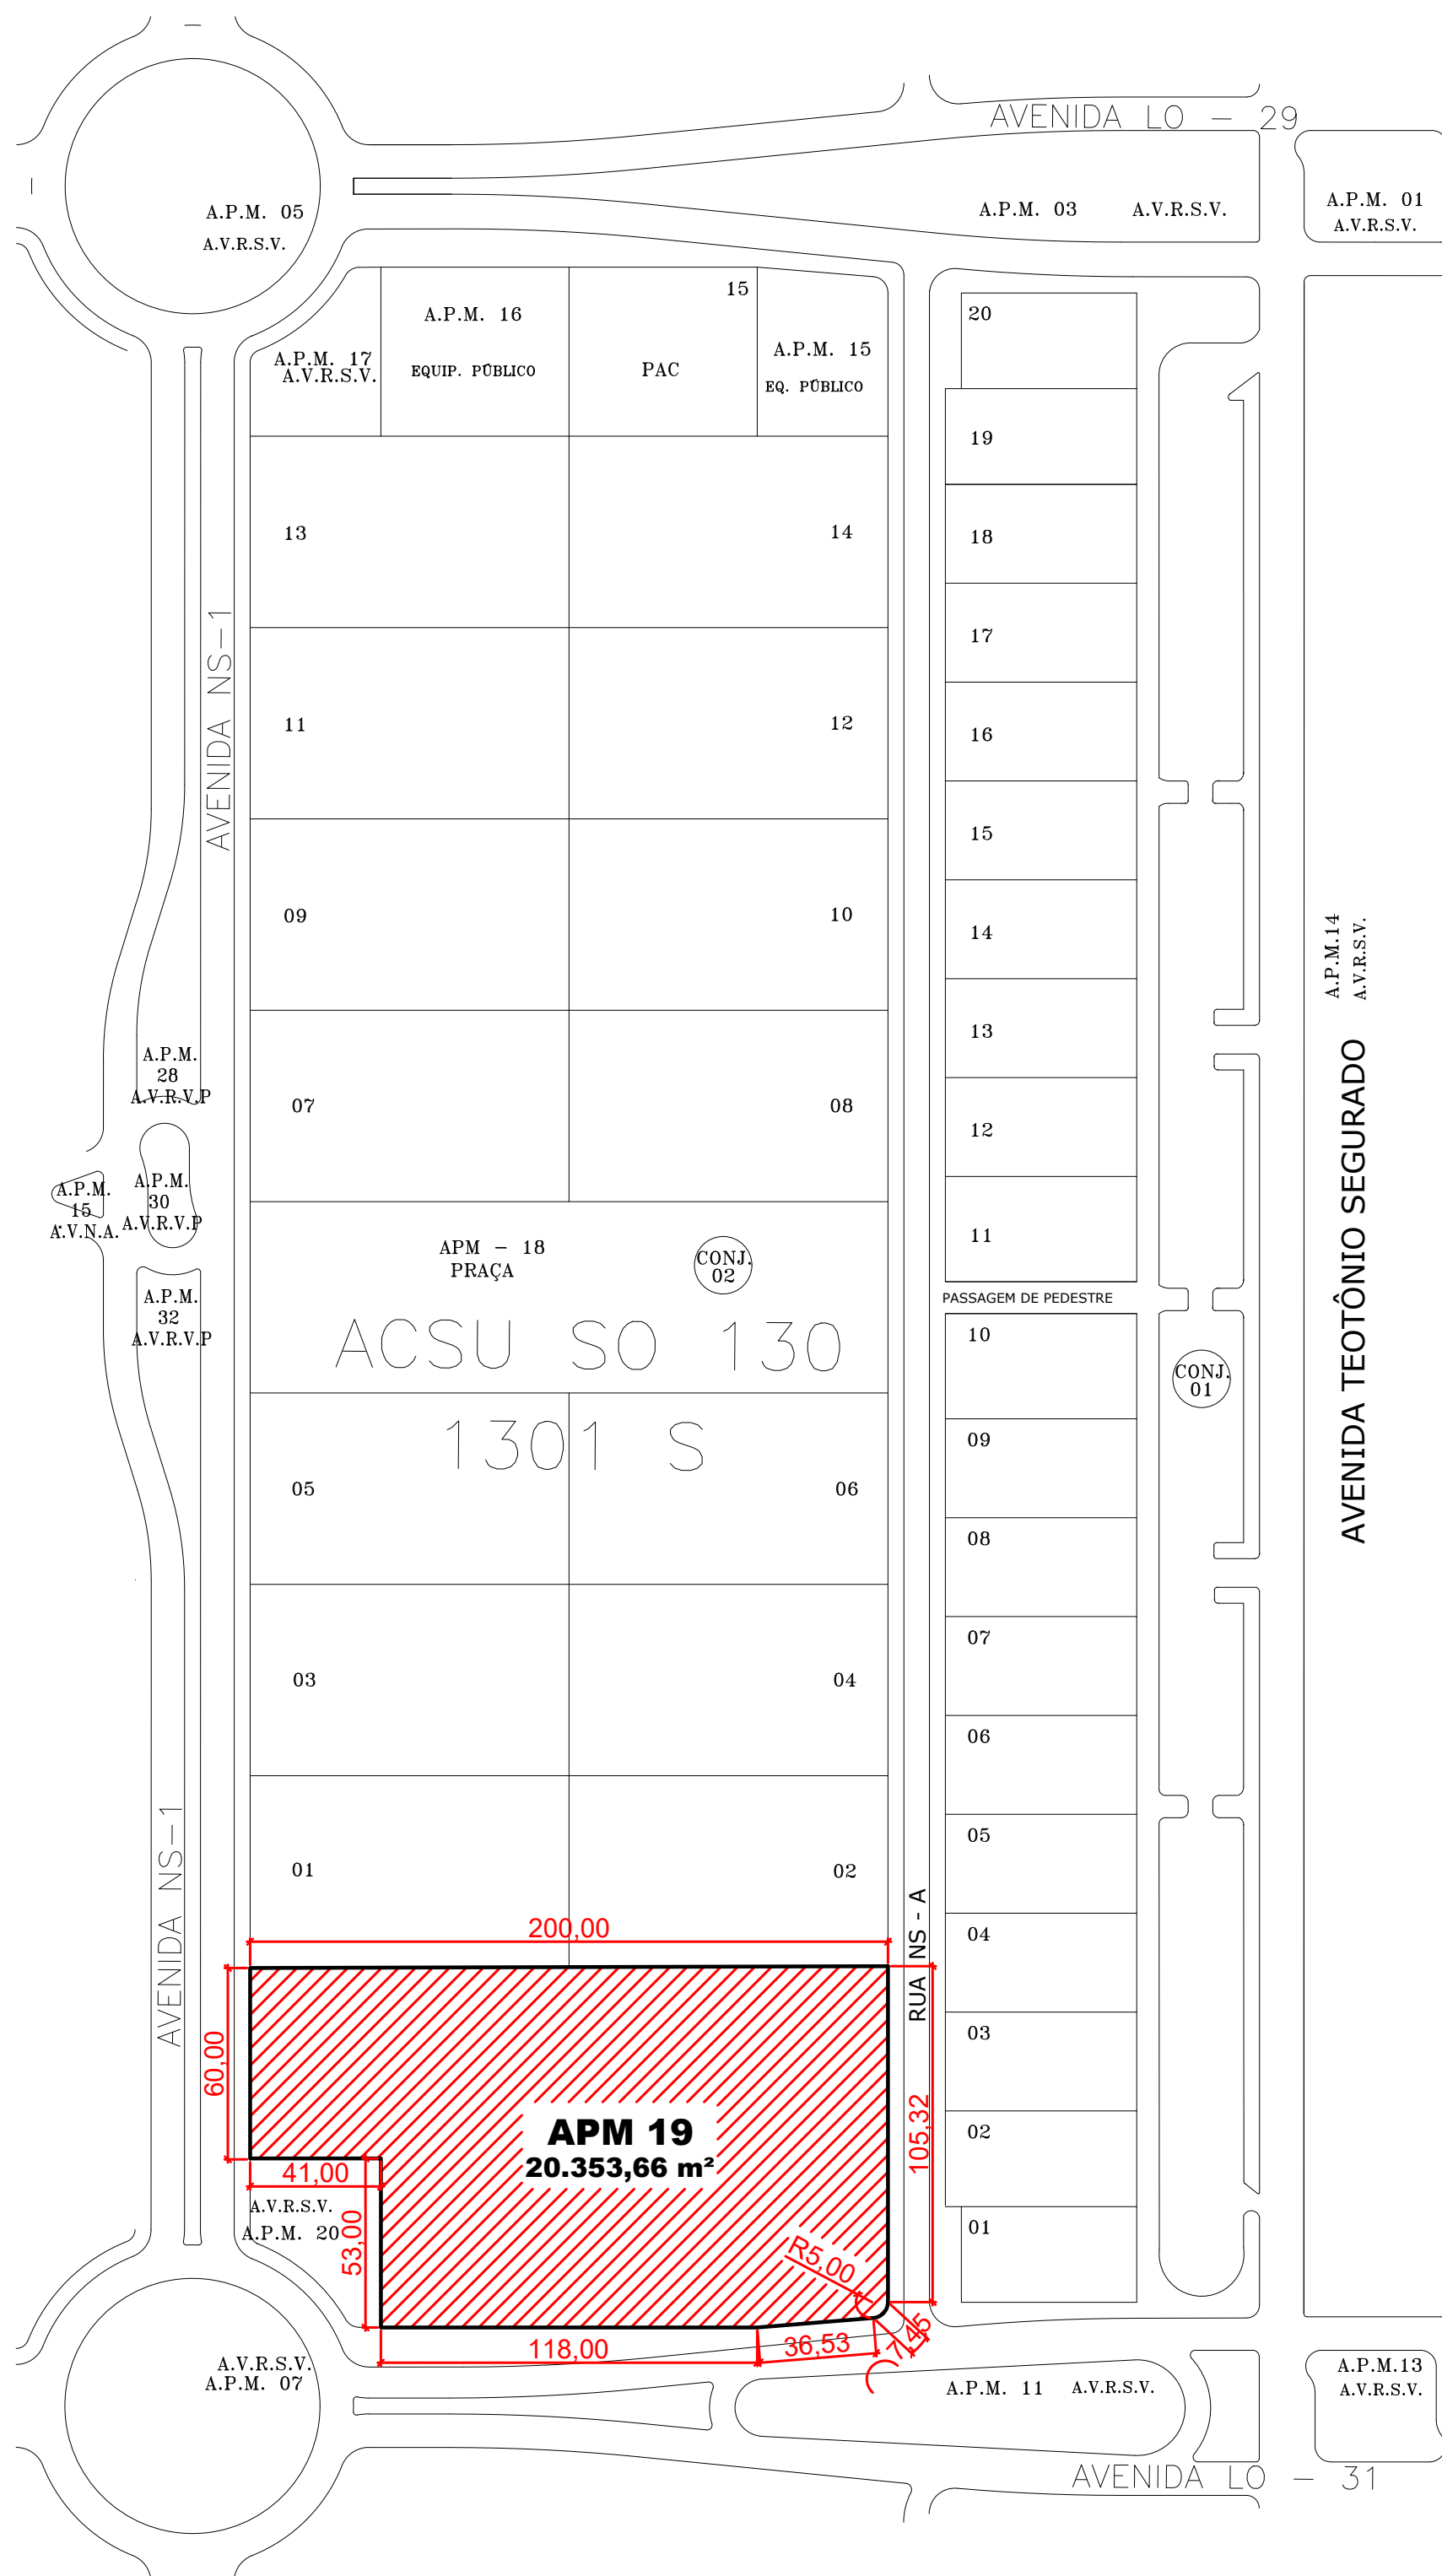 AVENIDA LO - 29
A.P.M. 05
A.V.R.S.V.
A.P.M. 03
A.V.R.S.V.
A.P.M. 01
A.V.R.S.V.
A.P.M. 17
A.V.R.S.V.
A.P.M. 16
EQUIP. PÚBLICO
15
PAC
A.P.M. 15
EQ. PÚBLICO
20
19
18
17
16
15
14
13
12
11
PASSAGEM DE PEDESTRE
10
09
08
07
06
05
04
03
02
01
13
14
11
12
09
10
07
08
AVENIDA NS-1
A.P.M.
28
A.V.R.V.P
A.P.M.
15
A.V.N.A.
A.P.M.
30
A.V.R.V.P
A.P.M.
32
A.V.R.V.P
APM - 18
PRAÇA
CONJ.
02
ACSU SO 130
1301 S
CONJ.
01
A.P.M.14
A.V.R.S.V.
AVENIDA TEOTÔNIO SEGURADO
05
06
03
04
01
02
AVENIDA NS-1
RUA NS - A
200,00
60,00
105,32
APM 19
20.353,66 m²
41,00
53,00
A.V.R.S.V.
A.P.M. 20
R5,00
118,00
36,53
7,45
A.V.R.S.V.
A.P.M. 07
A.P.M. 11
A.V.R.S.V.
A.P.M.13
A.V.R.S.V.
AVENIDA LO - 31